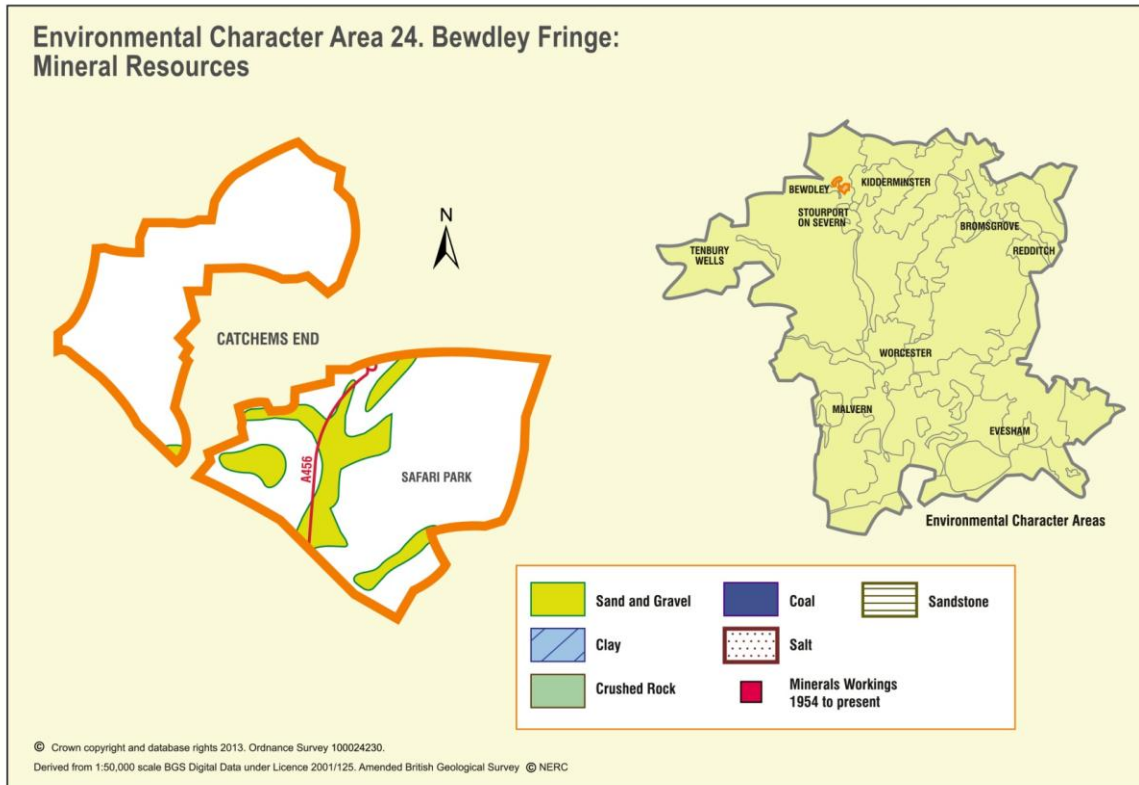 Environmental Character Area 24. Bewdley Fringe:
Mineral Resources
N
CATCHEMS END
A456
SAFARI PARK
BEWDLEY
KIDDERMINSTER
STOURPORT
ON SEVERN
BROMSGROVE
TENBURY
WELLS
REDDITCH
WORCESTER
MALVERN
EVESHAM
Environmental Character Areas
Sand and Gravel
Coal
Sandstone
Clay
Salt
Crushed Rock
Minerals Workings
1954 to present
© Crown copyright and database rights 2013. Ordnance Survey 100024230.
Derived from 1:50,000 scale BGS Digital Data under Licence 2001/125. Amended British Geological Survey © NERC